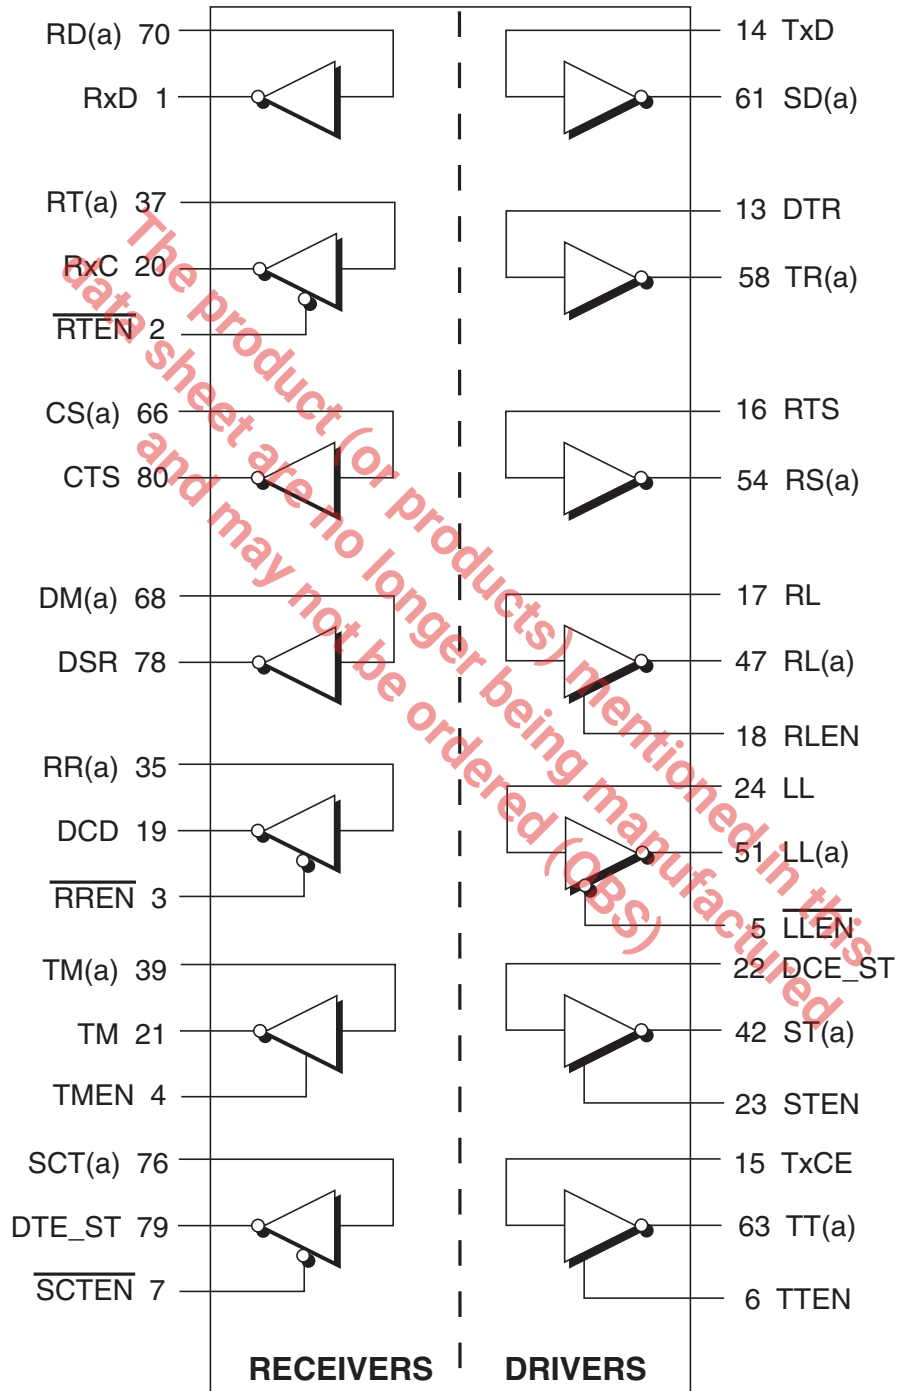 RD(a) 70
RxD 1
RT(a) 37
RxC 20
RTEN 2
CS(a) 66
CTS 80
DM(a) 68
DSR 78
RR(a) 35
DCD 19
RREN 3
TM(a) 39
TM 21
TMEN 4
SCT(a) 76
DTE_ST 79
SCTEN 7
RECEIVERS
14 TxD
61 SD(a)
13 DTR
58 TR(a)
16 RTS
54 RS(a)
17 RL
47 RL(a)
18 RLEN
24 LL
51 LL(a)
5 LLEN
22 DCE_ST
42 ST(a)
23 STEN
15 TxCE
63 TT(a)
6 TTEN
DRIVERS
The product (or products) mentioned in this
data sheet are no longer being manufactured
and may not be ordered (OBS)